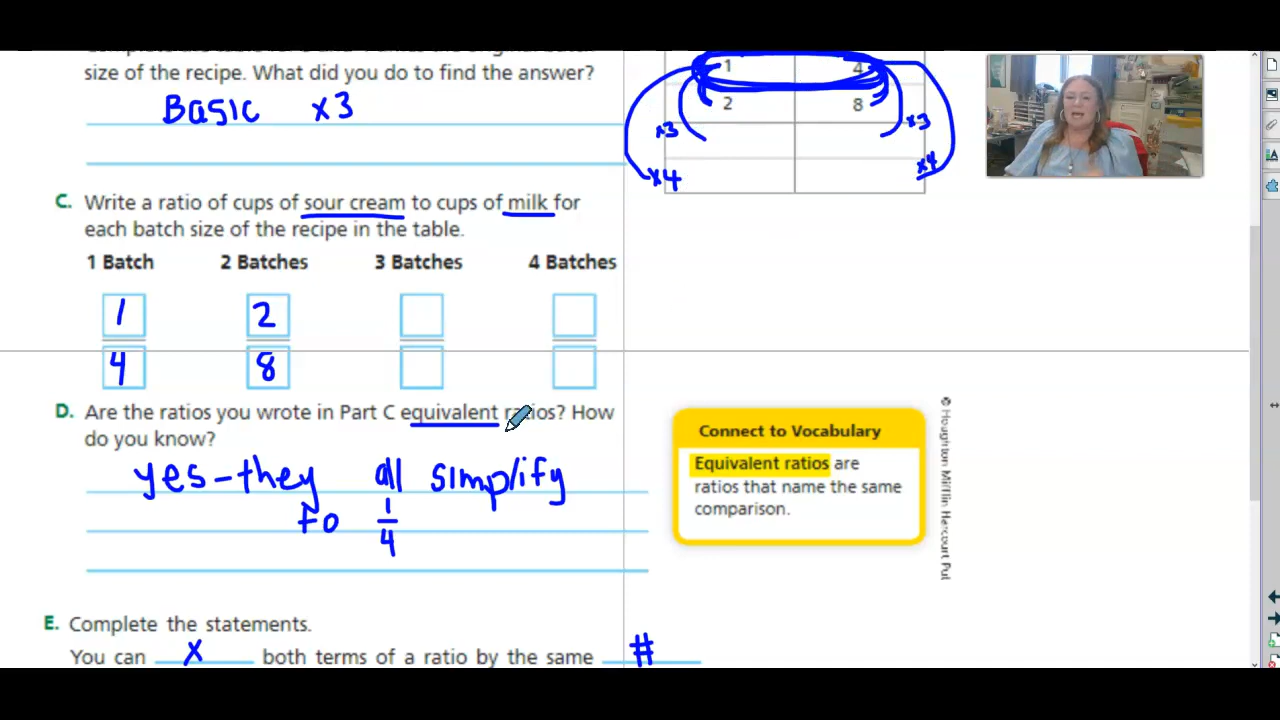 size of the recipe. What did you do to find the answer?
Basic x3
1 4
2 8
x3 x3
x4 x4
C. Write a ratio of cups of sour cream to cups of milk for
each batch size of the recipe in the table.
1 Batch 2 Batches 3 Batches 4 Batches
1 2
4 8
D. Are the ratios you wrote in Part C equivalent ratios? How
do you know?
yes - they all simplify
to 1/4
Connect to Vocabulary
Equivalent ratios are
ratios that name the same
comparison.
E. Complete the statements.
You can x both terms of a ratio by the same #